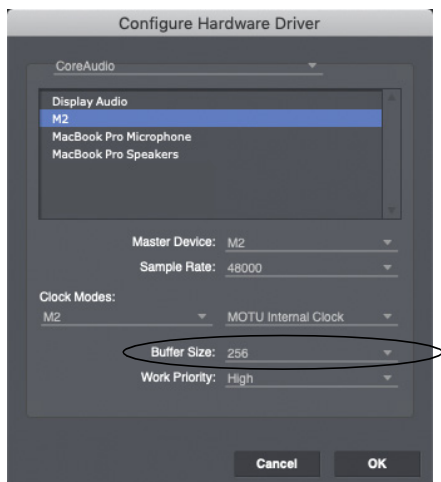 Configure Hardware Driver
CoreAudio
Display Audio
M2
MacBook Pro Microphone
MacBook Pro Speakers
Master Device: M2
Sample Rate: 48000
Clock Modes:
M2 MOTU Internal Clock
Buffer Size: 256
Work Priority: High
Cancel OK